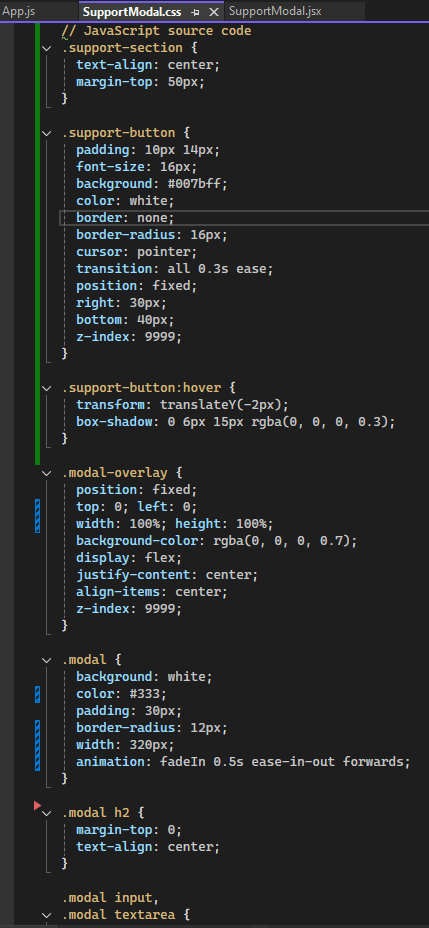 App.js SupportModal.css SupportModal.jsx
// JavaScript source code
.support-section {
text-align: center;
margin-top: 50px;
}
.support-button {
padding: 10px 14px;
font-size: 16px;
background: #007bff;
color: white;
border: none;
border-radius: 16px;
cursor: pointer;
transition: all 0.3s ease;
position: fixed;
right: 30px;
bottom: 40px;
z-index: 9999;
}
.support-button:hover {
transform: translateY(-2px);
box-shadow: 0 6px 15px rgba(0, 0, 0, 0.3);
}
.modal-overlay {
position: fixed;
top: 0; left: 0;
width: 100%; height: 100%;
background-color: rgba(0, 0, 0, 0.7);
display: flex;
justify-content: center;
align-items: center;
z-index: 9999;
}
.modal {
background: white;
color: #333;
padding: 30px;
border-radius: 12px;
width: 320px;
animation: fadeIn 0.5s ease-in-out forwards;
}
.modal h2 {
margin-top: 0;
text-align: center;
}
.modal input,
.modal textarea {